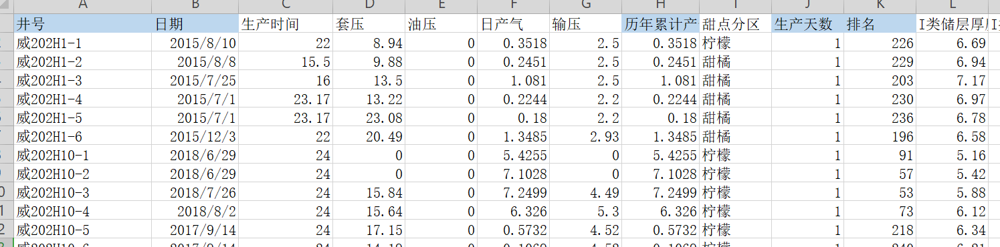 A B C D E F G H I J K L
井号 日期 生产时间 套压 油压 日产气 输压 历年累计产 甜点分区 生产天数 排名 I类储层厚
威202H1-1 2015/8/10 22 8.94 0 0.3518 2.5 0.3518 柠檬 1 226 6.69
威202H1-2 2015/8/8 15.5 9.88 0 0.2451 2.5 0.2451 甜橘 1 229 6.94
威202H1-3 2015/7/25 16 13.5 0 1.081 2.5 1.081 甜橘 1 203 7.17
威202H1-4 2015/7/1 23.17 13.22 0 0.2244 2.2 0.2244 甜橘 1 230 6.97
威202H1-5 2015/7/1 23.17 23.08 0 0.18 2.2 0.18 甜橘 1 236 6.78
威202H1-6 2015/12/3 22 20.49 0 1.3485 2.93 1.3485 甜橘 1 196 6.58
威202H10-1 2018/6/29 24 0 0 5.4255 0 5.4255 柠檬 1 91 5.16
威202H10-2 2018/6/29 24 0 0 7.1028 0 7.1028 柠檬 1 57 5.42
威202H10-3 2018/7/26 24 15.84 0 7.2499 4.49 7.2499 柠檬 1 53 5.88
威202H10-4 2018/8/2 24 15.64 0 6.326 5.3 6.326 柠檬 1 73 6.12
威202H10-5 2017/9/14 24 17.15 0 0.5732 4.52 0.5732 柠檬 1 218 6.34